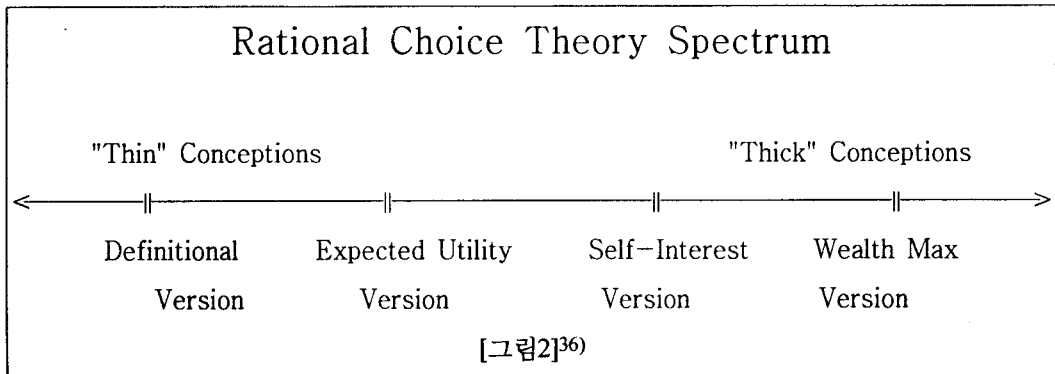 Rational Choice Theory Spectrum
"Thin" Conceptions "Thick" Conceptions
Definitional Expected Utility Self-Interest Wealth Max
Version Version Version Version
[그림2]36)